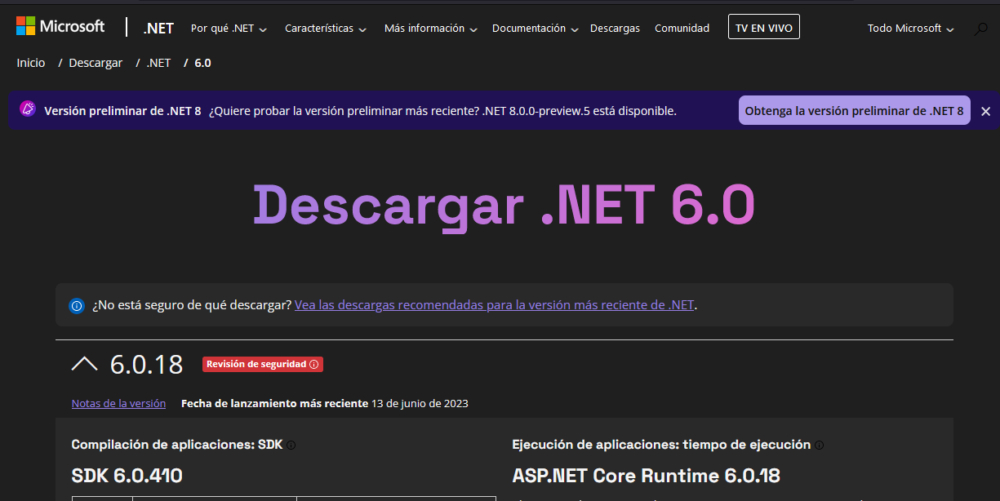 Microsoft .NET Por qué .NET Características Más información Documentación Descargas Comunidad TV EN VIVO Todo Microsoft
Inicio / Descargar / .NET / 6.0
Versión preliminar de .NET 8 ¿Quiere probar la versión preliminar más reciente? .NET 8.0.0-preview.5 está disponible. Obtenga la versión preliminar de .NET 8
Descargar .NET 6.0
¿No está seguro de qué descargar? Vea las descargas recomendadas para la versión más reciente de .NET.
6.0.18 Revisión de seguridad
Notas de la versión Fecha de lanzamiento más reciente 13 de junio de 2023
Compilación de aplicaciones: SDK Ejecución de aplicaciones: tiempo de ejecución
SDK 6.0.410 ASP.NET Core Runtime 6.0.18